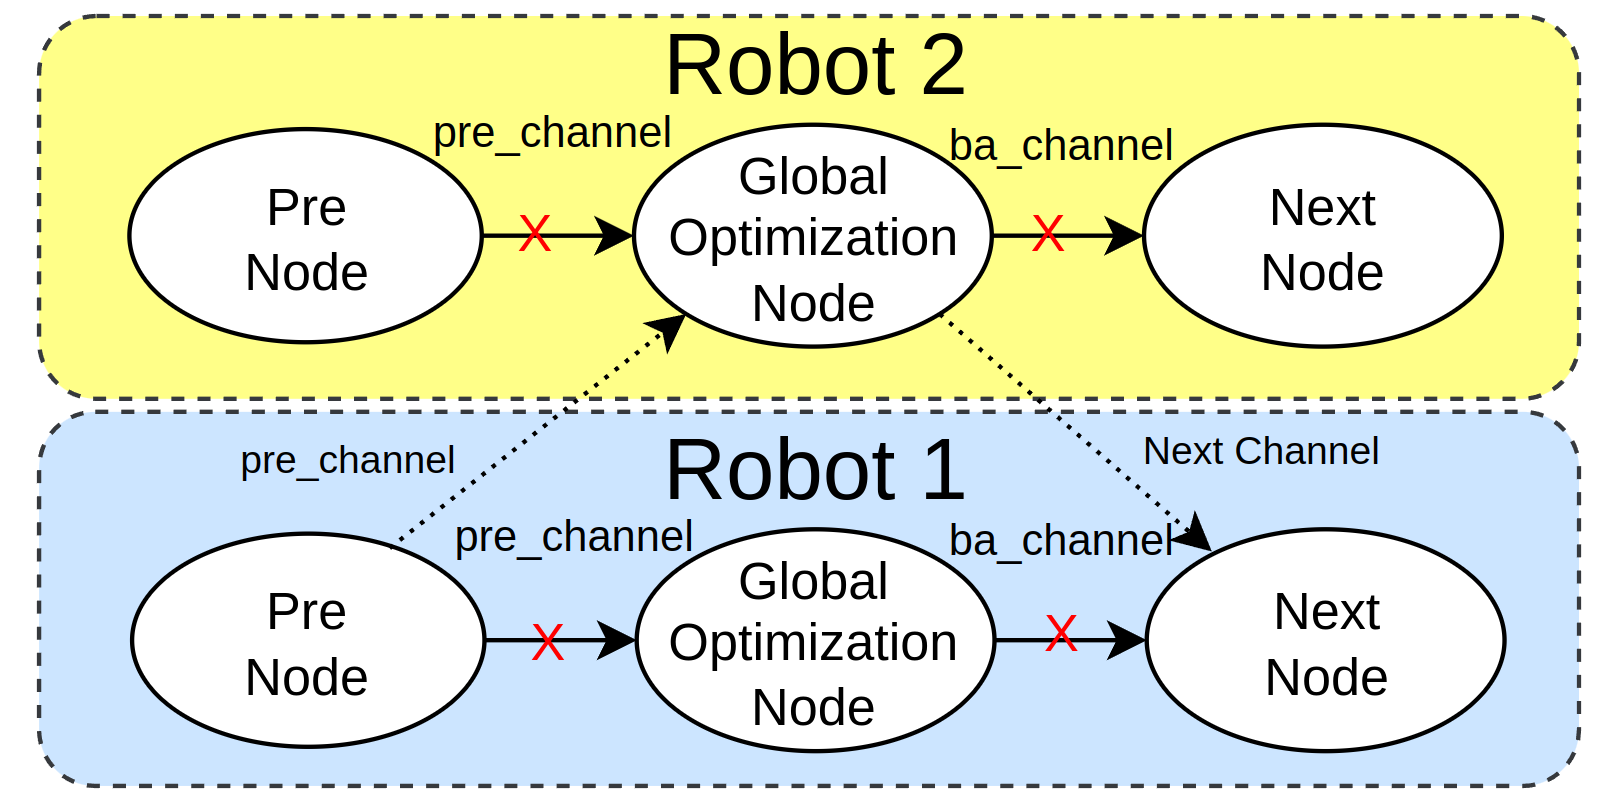 Robot 2
pre_channel
ba_channel
Pre
Node
X
Global
Optimization
Node
X
Next
Node
pre_channel
Robot 1
Next Channel
pre_channel
ba_channel
Pre
Node
X
Global
Optimization
Node
X
Next
Node